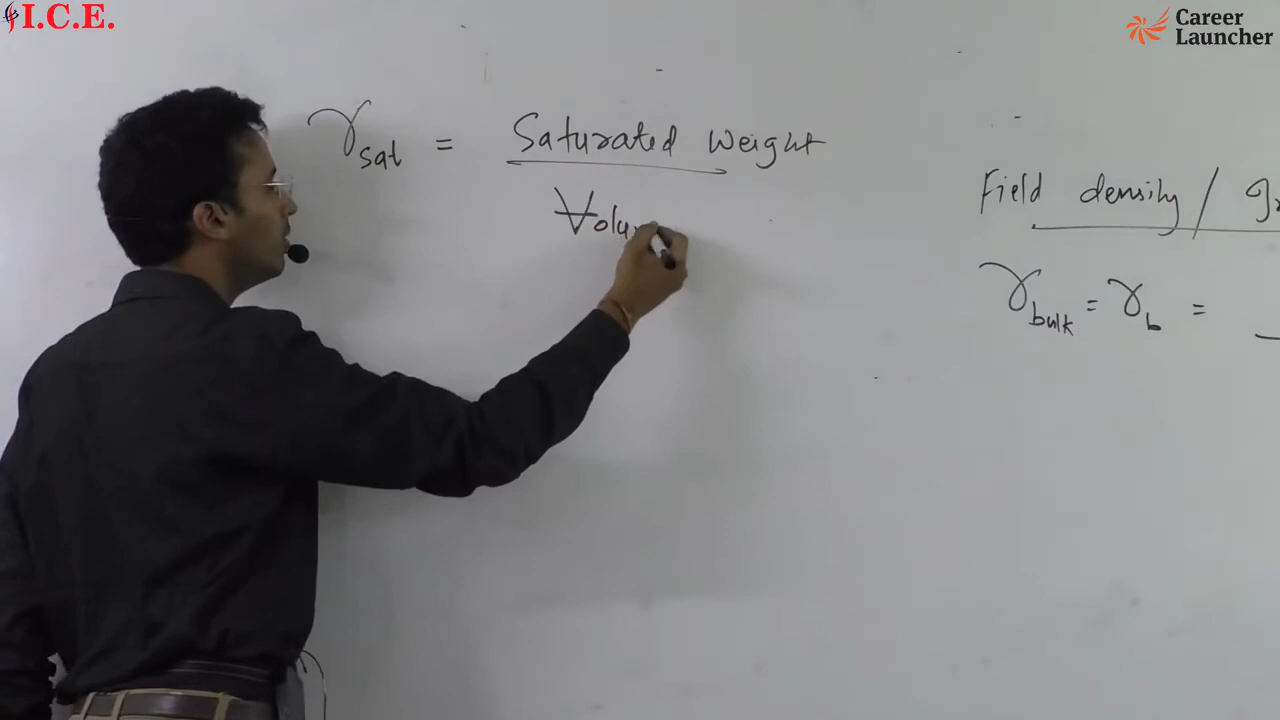 I.C.E.
Career
Launcher
γsat = Saturated weight
Volu
Field density /
γbulk = γb =